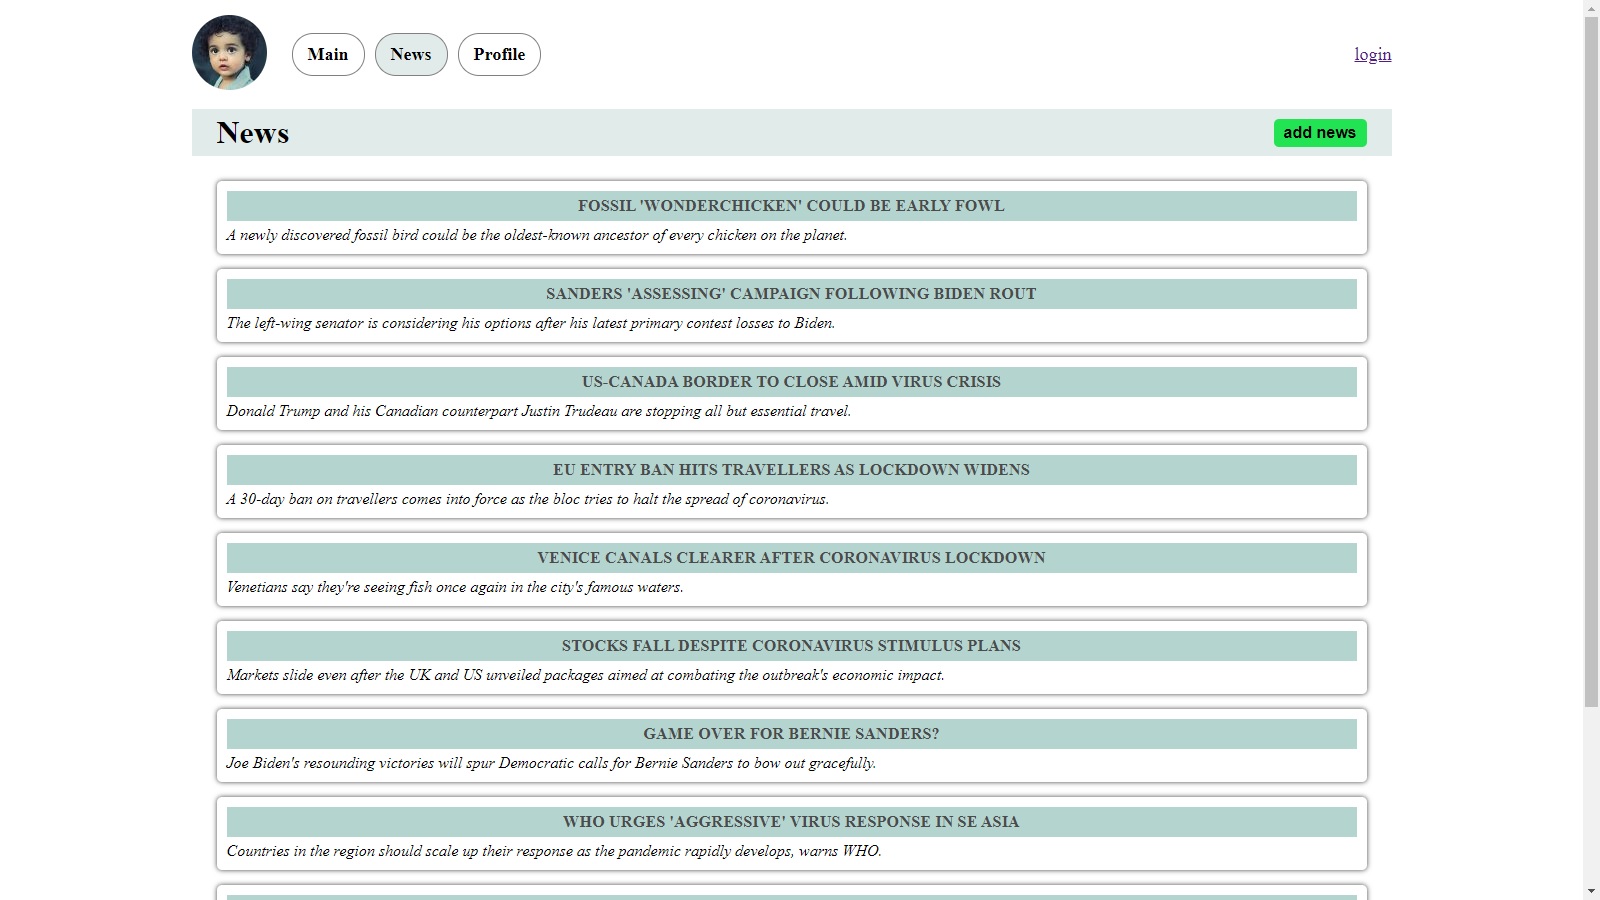 Main News Profile login
News add news
FOSSIL 'WONDERCHICKEN' COULD BE EARLY FOWL
A newly discovered fossil bird could be the oldest-known ancestor of every chicken on the planet.
SANDERS 'ASSESSING' CAMPAIGN FOLLOWING BIDEN ROUT
The left-wing senator is considering his options after his latest primary contest losses to Biden.
US-CANADA BORDER TO CLOSE AMID VIRUS CRISIS
Donald Trump and his Canadian counterpart Justin Trudeau are stopping all but essential travel.
EU ENTRY BAN HITS TRAVELLERS AS LOCKDOWN WIDENS
A 30-day ban on travellers comes into force as the bloc tries to halt the spread of coronavirus.
VENICE CANALS CLEARER AFTER CORONAVIRUS LOCKDOWN
Venetians say they're seeing fish once again in the city's famous waters.
STOCKS FALL DESPITE CORONAVIRUS STIMULUS PLANS
Markets slide even after the UK and US unveiled packages aimed at combating the outbreak's economic impact.
GAME OVER FOR BERNIE SANDERS?
Joe Biden's resounding victories will spur Democratic calls for Bernie Sanders to bow out gracefully.
WHO URGES 'AGGRESSIVE' VIRUS RESPONSE IN SE ASIA
Countries in the region should scale up their response as the pandemic rapidly develops, warns WHO.